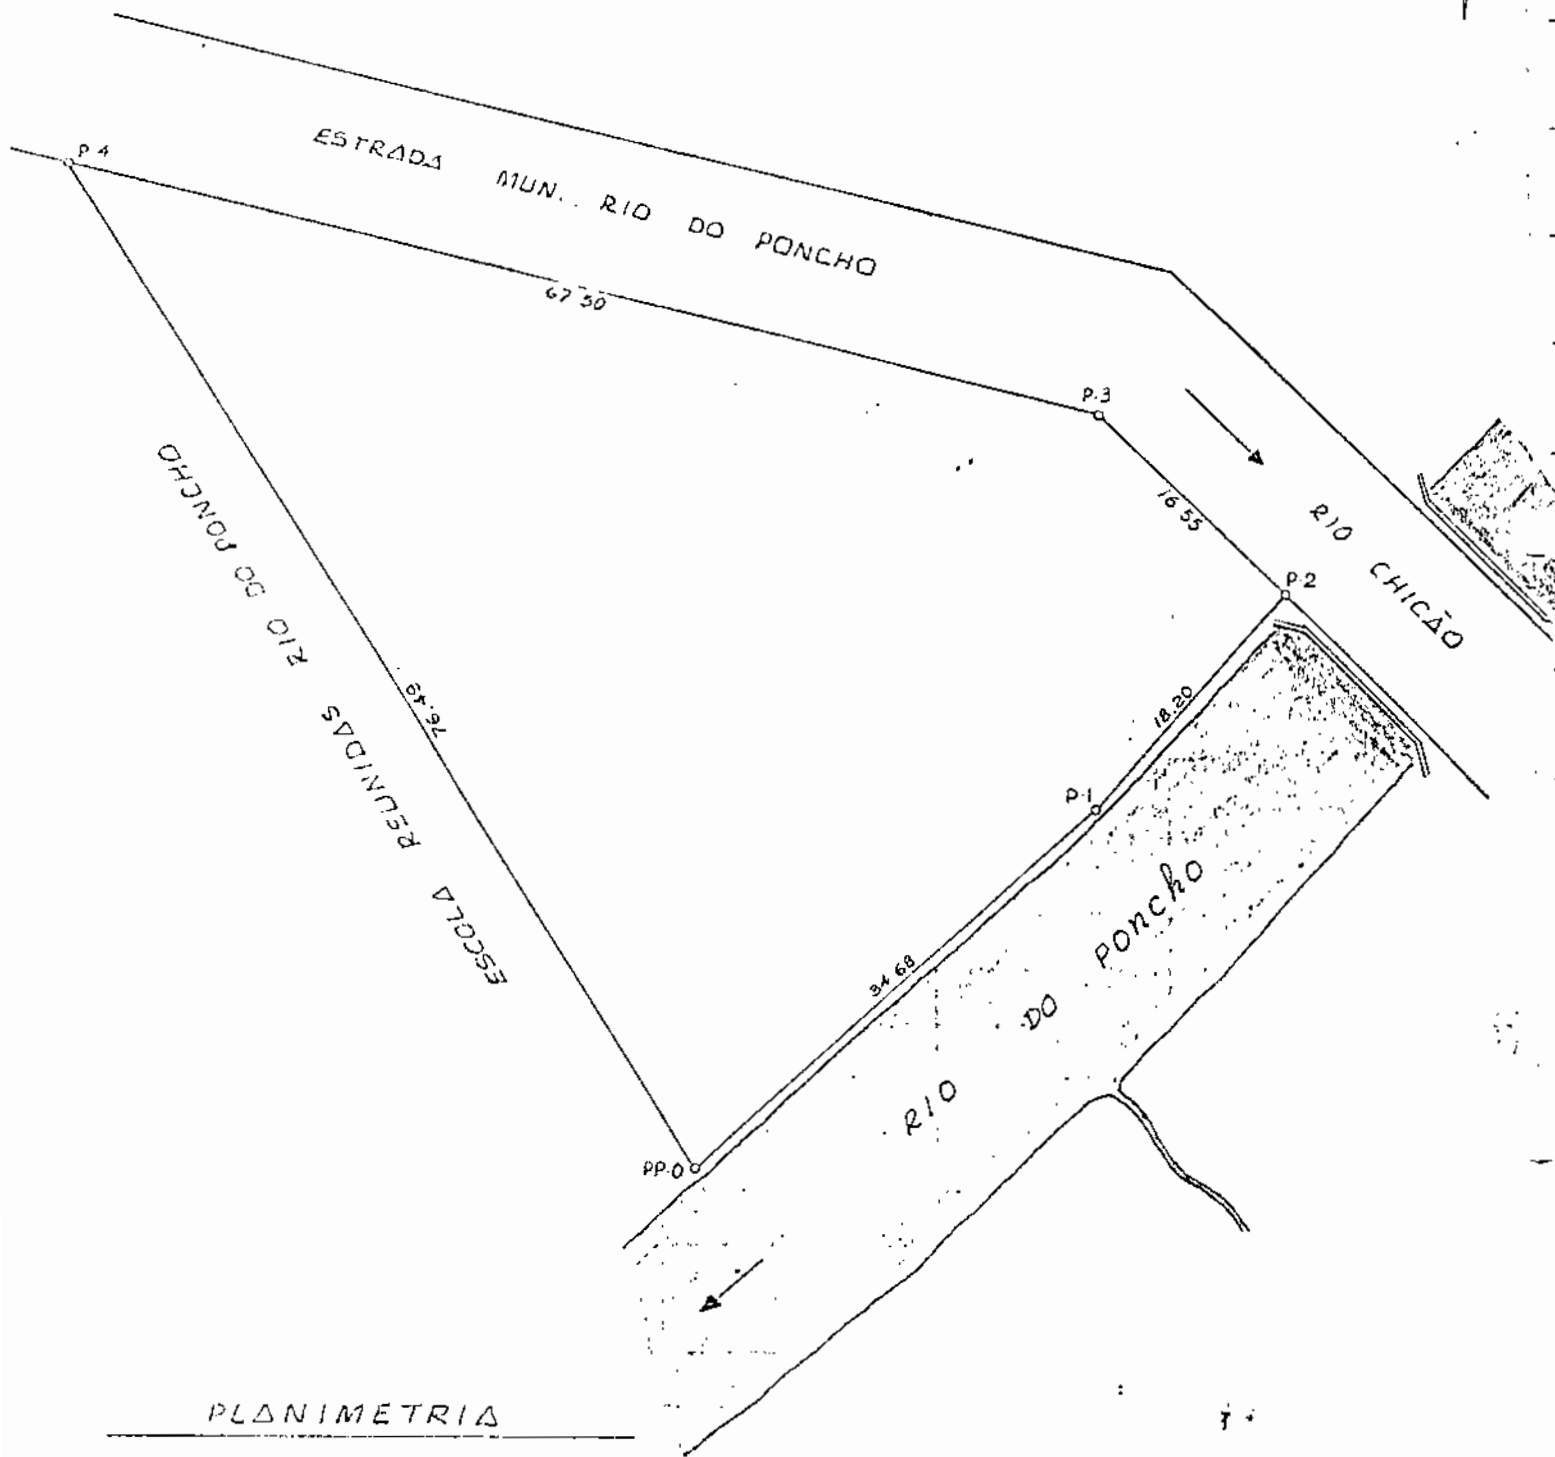 P.4
ESTRADA MUN. RIO DO PONCHO
67 50
P.3
16 55
RIO CHICÃO
P.2
18.20
P.1
76.49
ESCOLA REUNIDAS RIO DO PONCHO
34 68
RIO DO PONCHO
PP.0
PLANIMETRIA